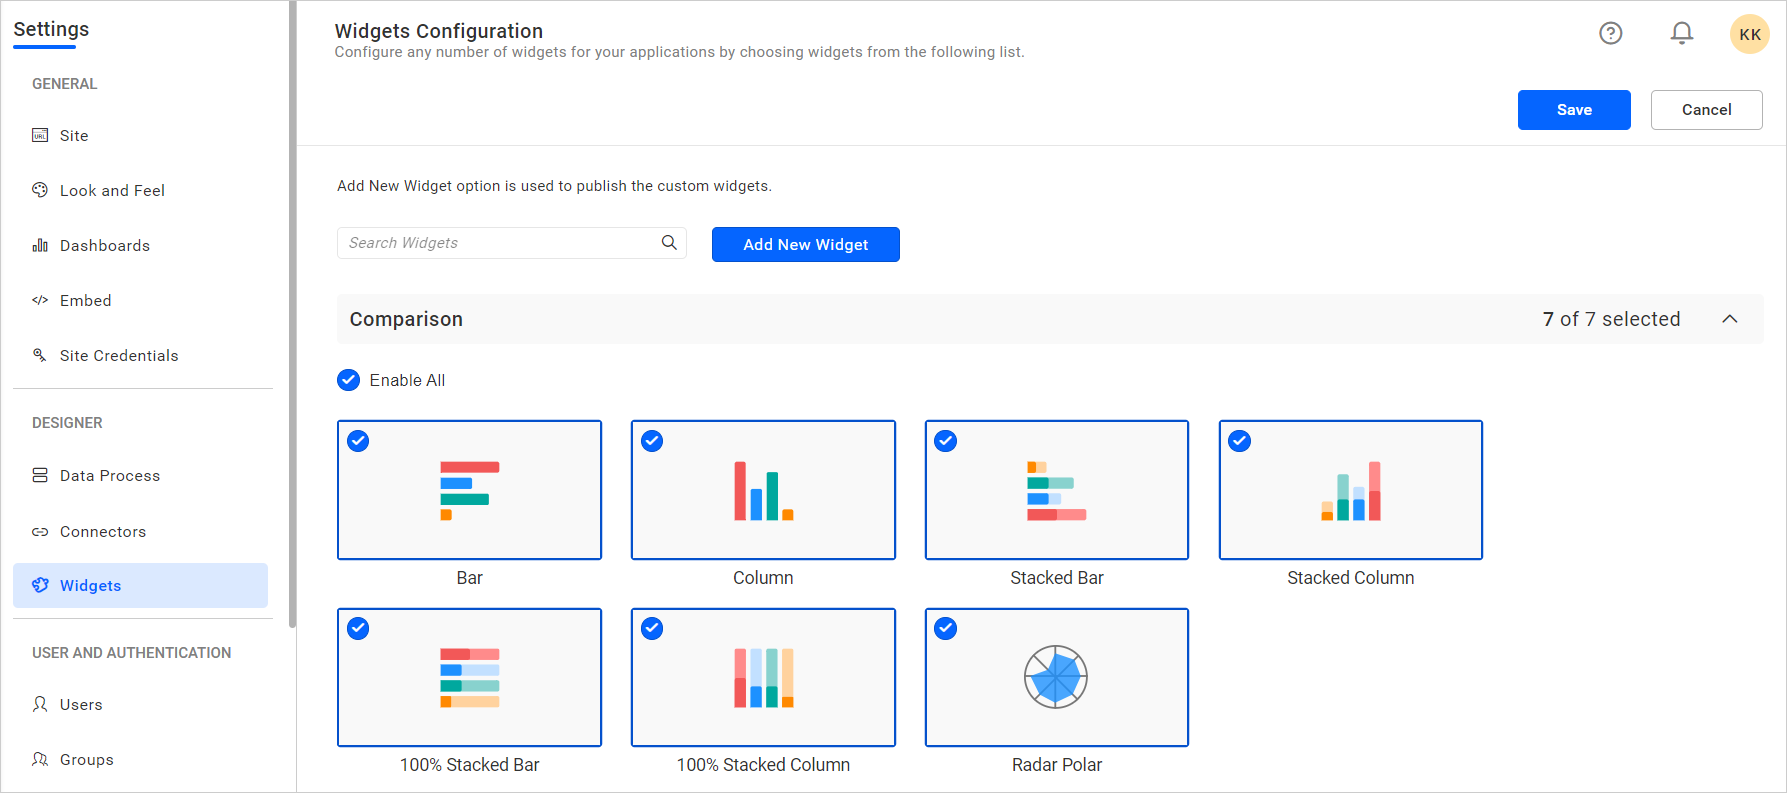 Settings
GENERAL
Site
Look and Feel
Dashboards
Embed
Site Credentials
DESIGNER
Data Process
Connectors
Widgets
USER AND AUTHENTICATION
Users
Groups
Widgets Configuration
Configure any number of widgets for your applications by choosing widgets from the following list.
KK
Save
Cancel
Add New Widget option is used to publish the custom widgets.
Search Widgets
Add New Widget
Comparison
7 of 7 selected
Enable All
Bar
Column
Stacked Bar
Stacked Column
100% Stacked Bar
100% Stacked Column
Radar Polar